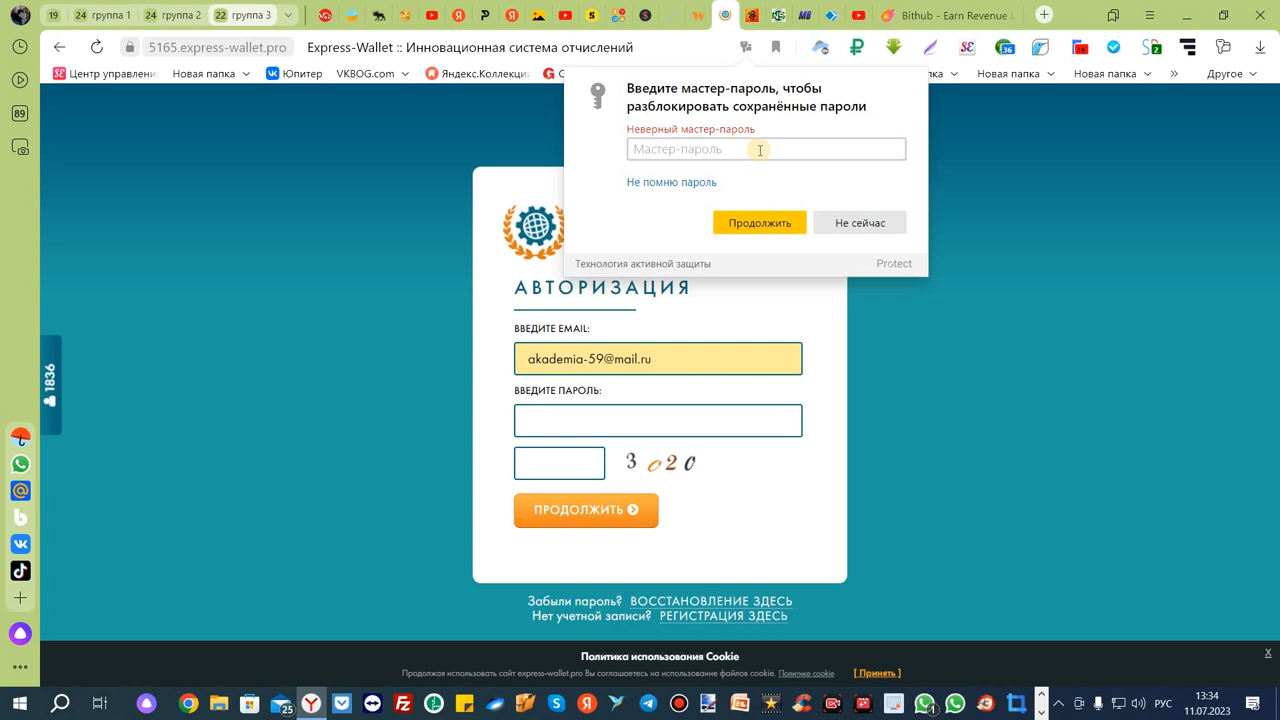 19
24 группа 4
22 группа 3
19 группа 2
Bithub - Earn Revenue
5165.express-wallet.pro
Express-Wallet :: Инновационная система отчислений
36
2
Центр управлени
Новая папка
Юпитер
VKBOG.com
Яндекс.Коллекци
Новая папка
Новая папка
Другое
89
Введите мастер-пароль, чтобы
разблокировать сохранённые пароли
Неверный мастер-пароль
Мастер-пароль
Не помню пароль
Продолжить
Не сейчас
Технология активной защиты
Protect
АВТОРИЗАЦИЯ
ВВЕДИТЕ EMAIL:
akademia-59@mail.ru
ВВЕДИТЕ ПАРОЛЬ:
3020
ПРОДОЛЖИТЬ
1836
Забыли пароль? ВОССТАНОВЛЕНИЕ ЗДЕСЬ
Нет учетной записи? РЕГИСТРАЦИЯ ЗДЕСЬ
Политика использования Cookie
X
Продолжая использовать сайт express-wallet.pro Вы соглашаетесь на использование файлов cookie. Политике cookie
[ Принять ]
25
1
РУС
13:34
11.07.2023